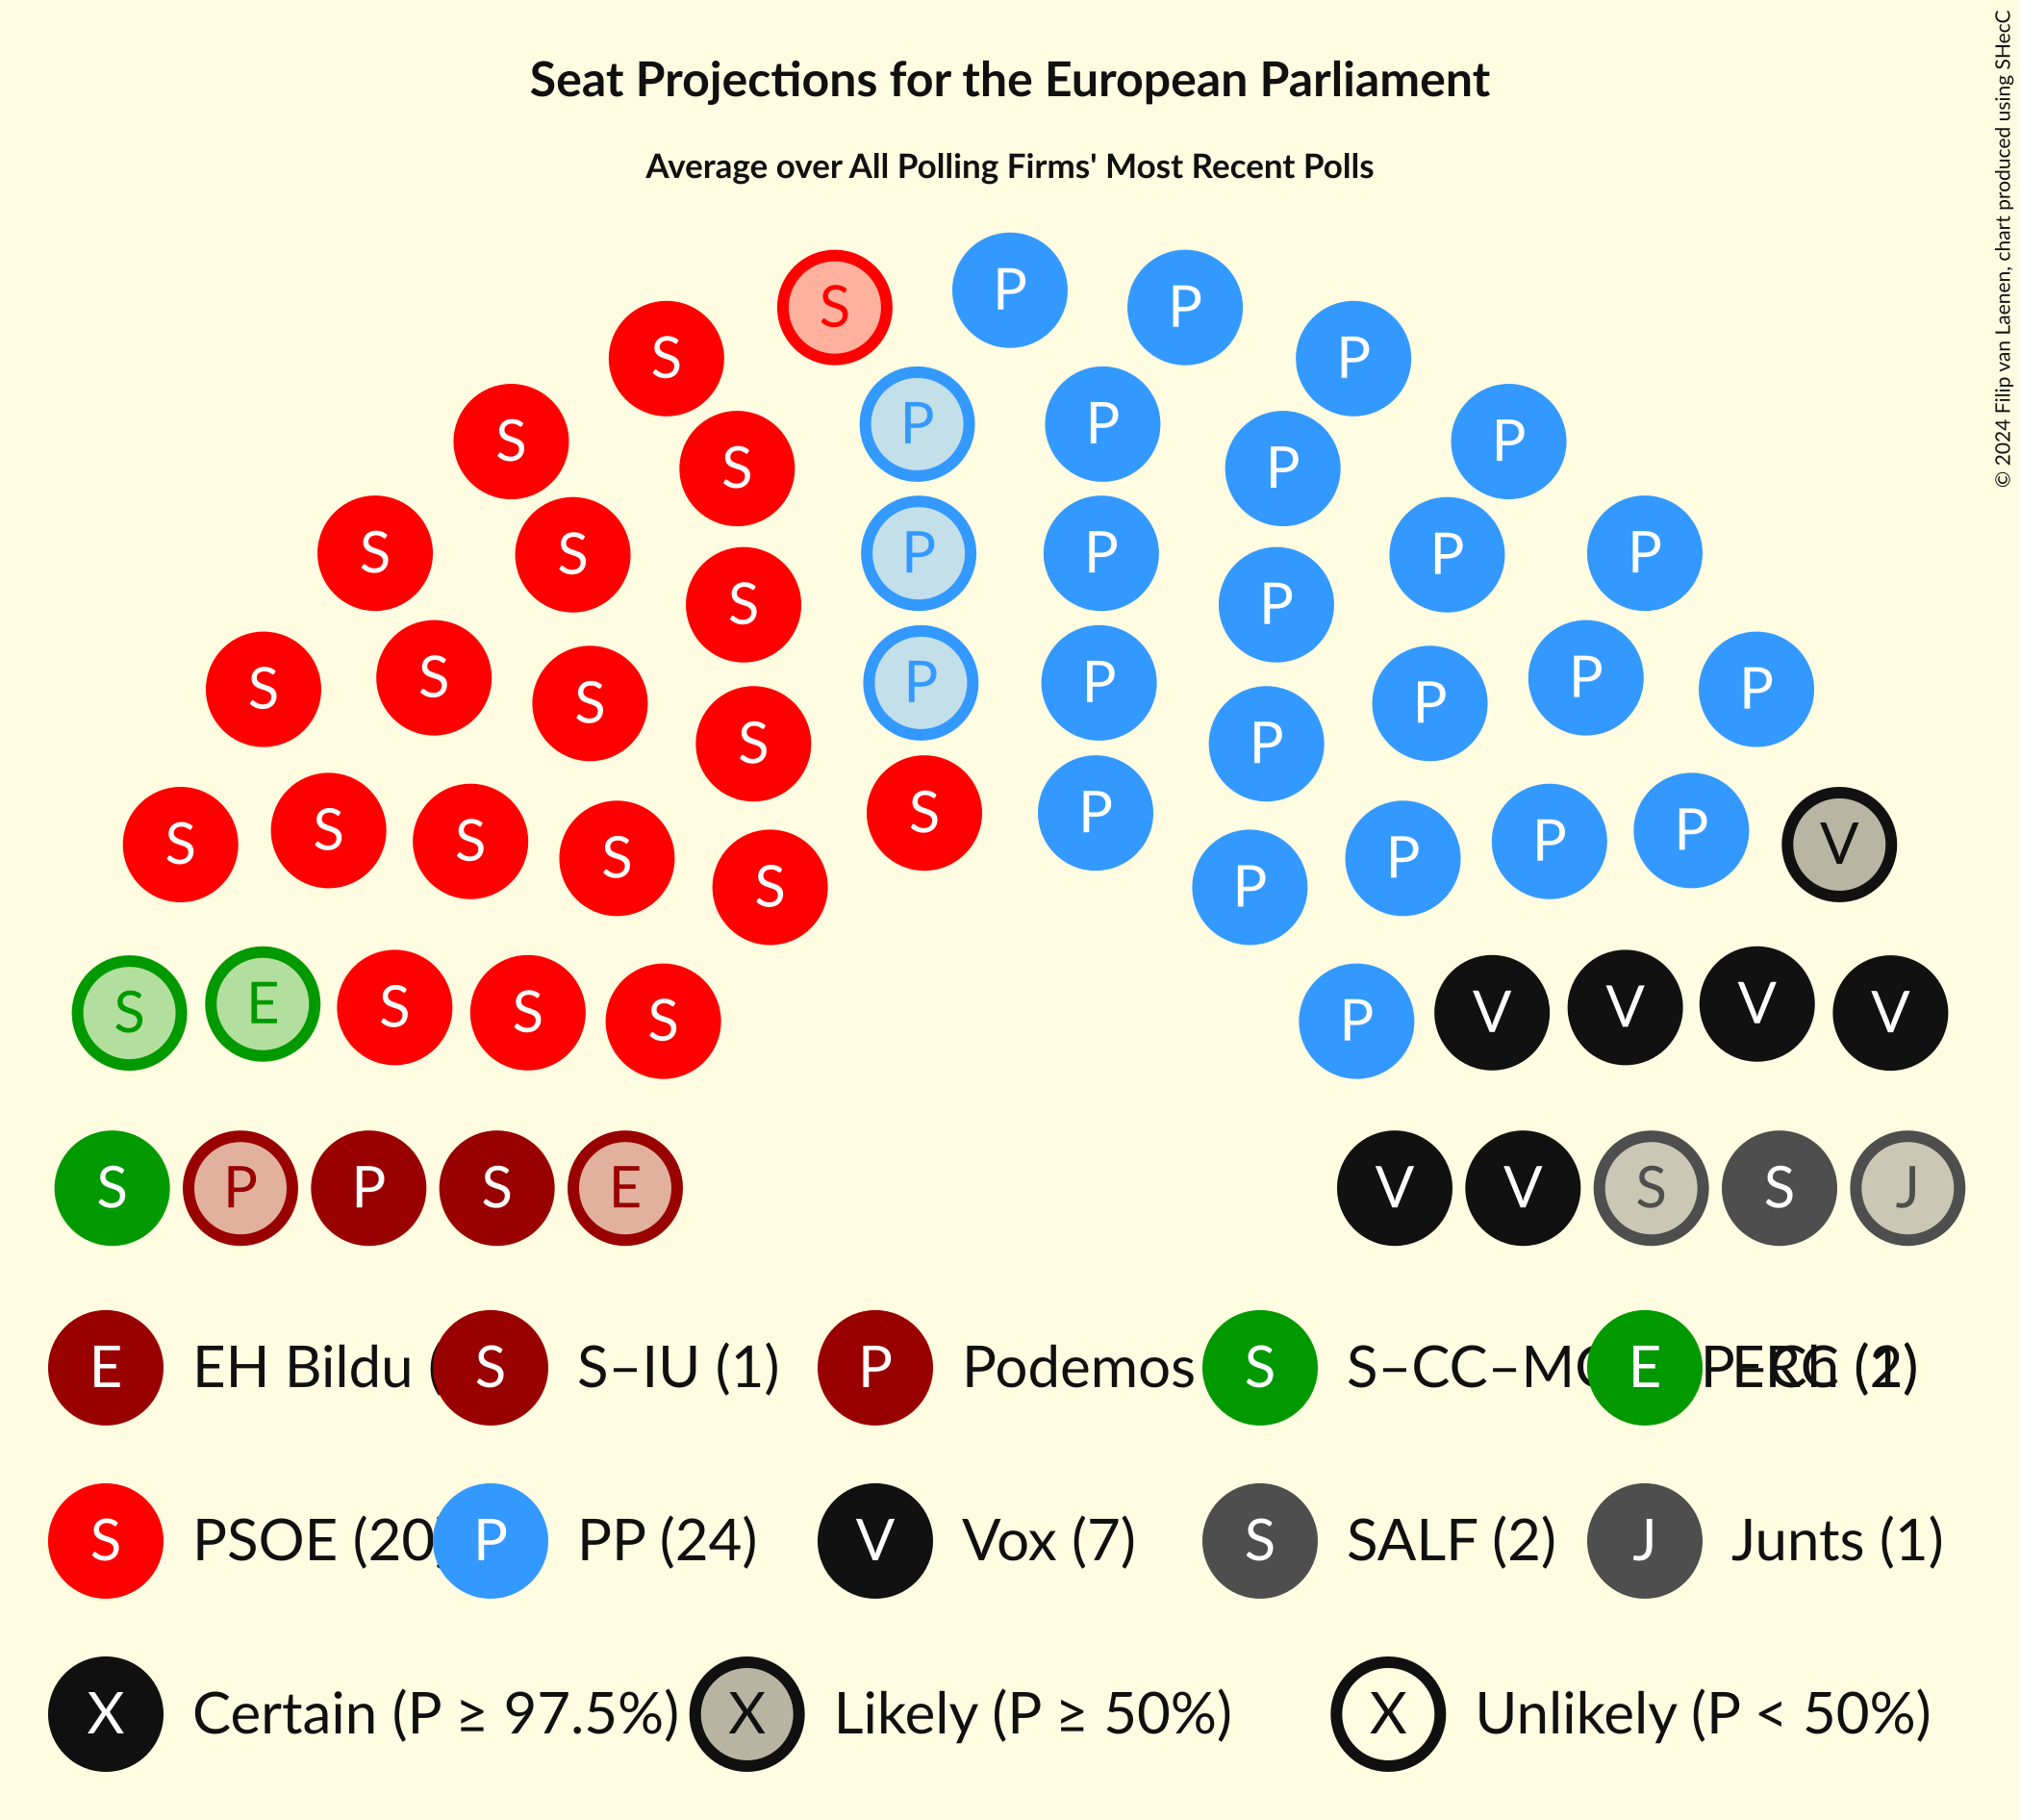 Seat Projections for the European Parliament
Average over All Polling Firms' Most Recent Polls
© 2024 Filip van Laenen, chart produced using SHecC
S P P P
S S P
S P P P
S S P P
S S P P P P
S S S P P P
S S P P
S S S S P P P V
S S P
S E S S S P V V V V
S P P S E V V S S J
E EH Bildu S S–IU (1) P Podemos S S–CC–M E ERC
S PSOE (20) P PP (24) V Vox (7) S SALF (2) J Junts (1)
X Certain (P ≥ 97.5%) X Likely (P ≥ 50%) X Unlikely (P < 50%)